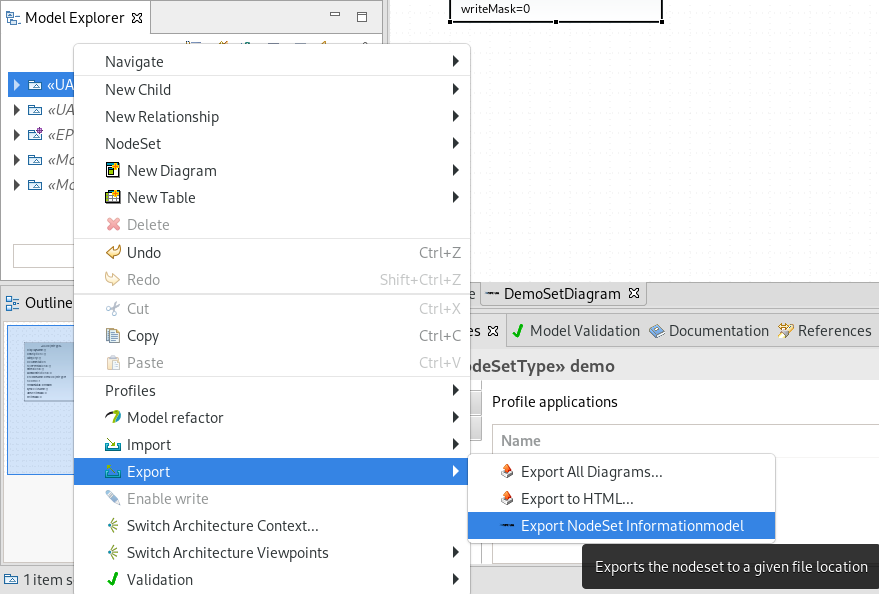 Model Explorer
writeMask=0
«UA
«UA
«EP
«Mo
«Mo
Navigate
New Child
New Relationship
NodeSet
New Diagram
New Table
Delete
Undo Ctrl+Z
Redo Shift+Ctrl+Z
Cut Ctrl+X
Copy Ctrl+C
Paste Ctrl+V
Profiles
Model refactor
Import
Export
Enable write
Switch Architecture Context...
Switch Architecture Viewpoints
Validation
Export All Diagrams...
Export to HTML...
Export NodeSet Informationmodel
Exports the nodeset to a given file location
Outline
1 item s
e DemoSetDiagram
es Model Validation Documentation References
odeSetType» demo
Profile applications
Name